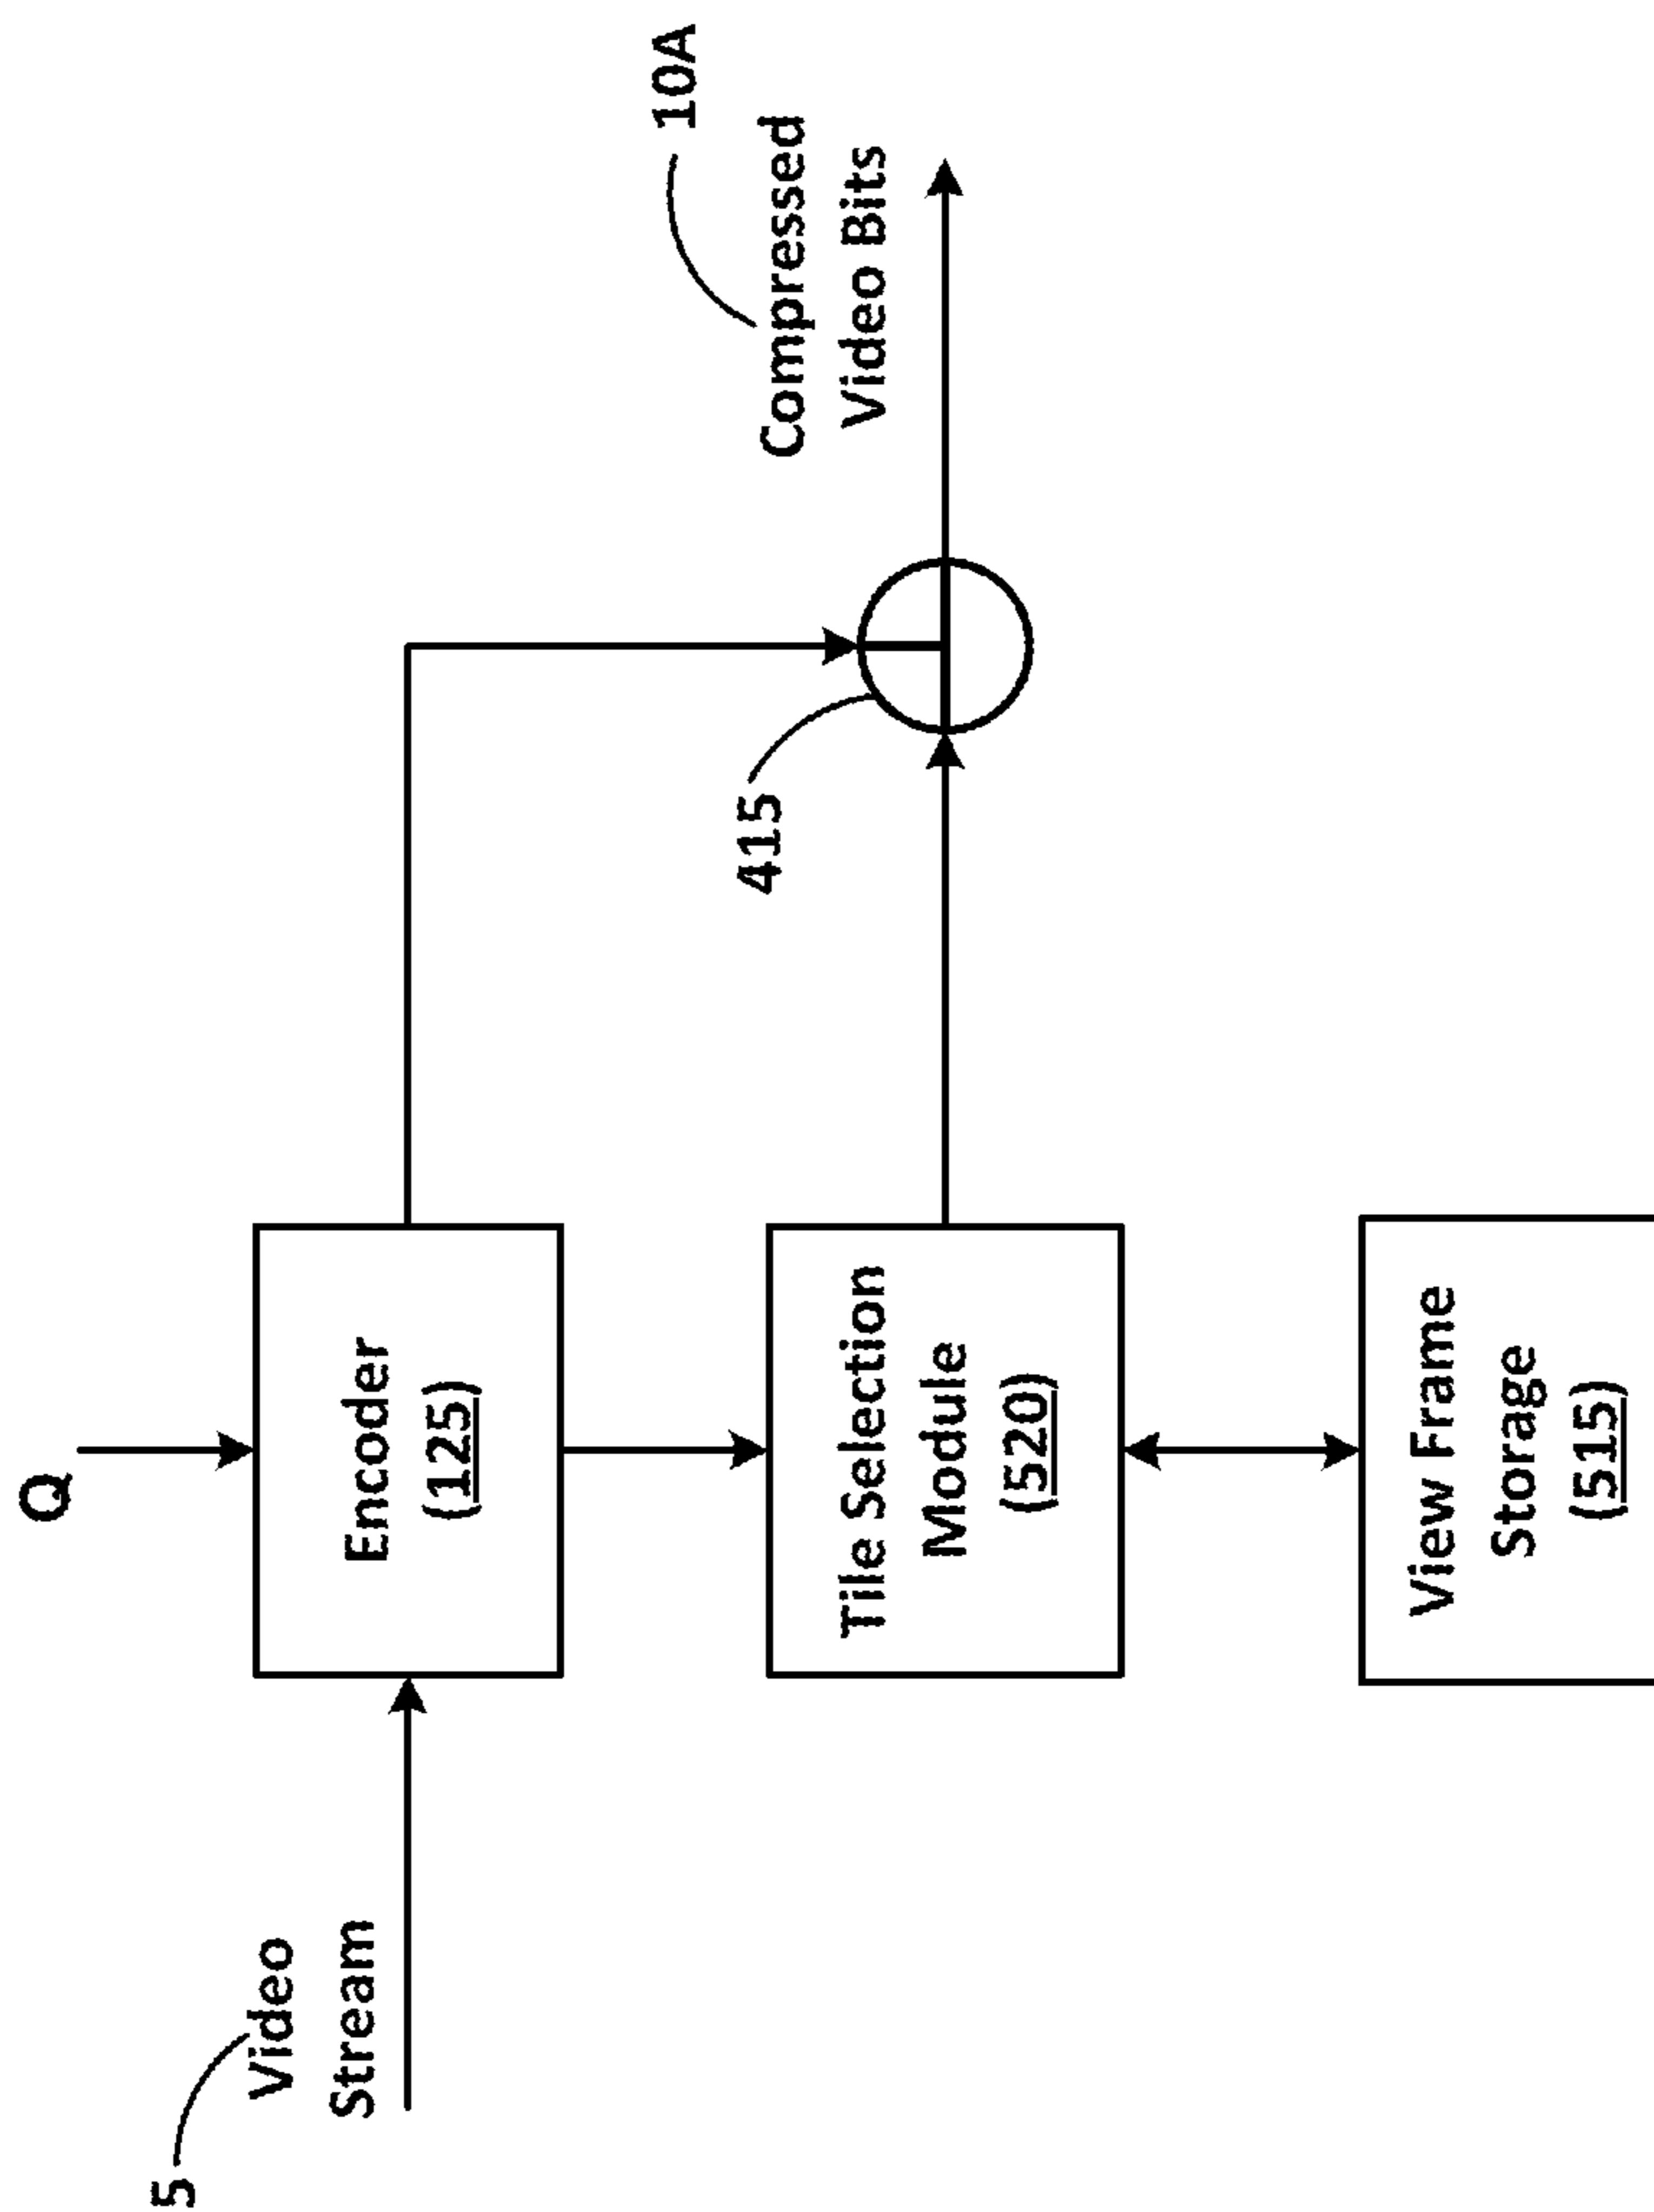 Q
5
Video
Stream
Encoder
(125)
Tile Selection
Module
(520)
View Frame
Storage
(515)
415
10A
Compressed
Video Bits